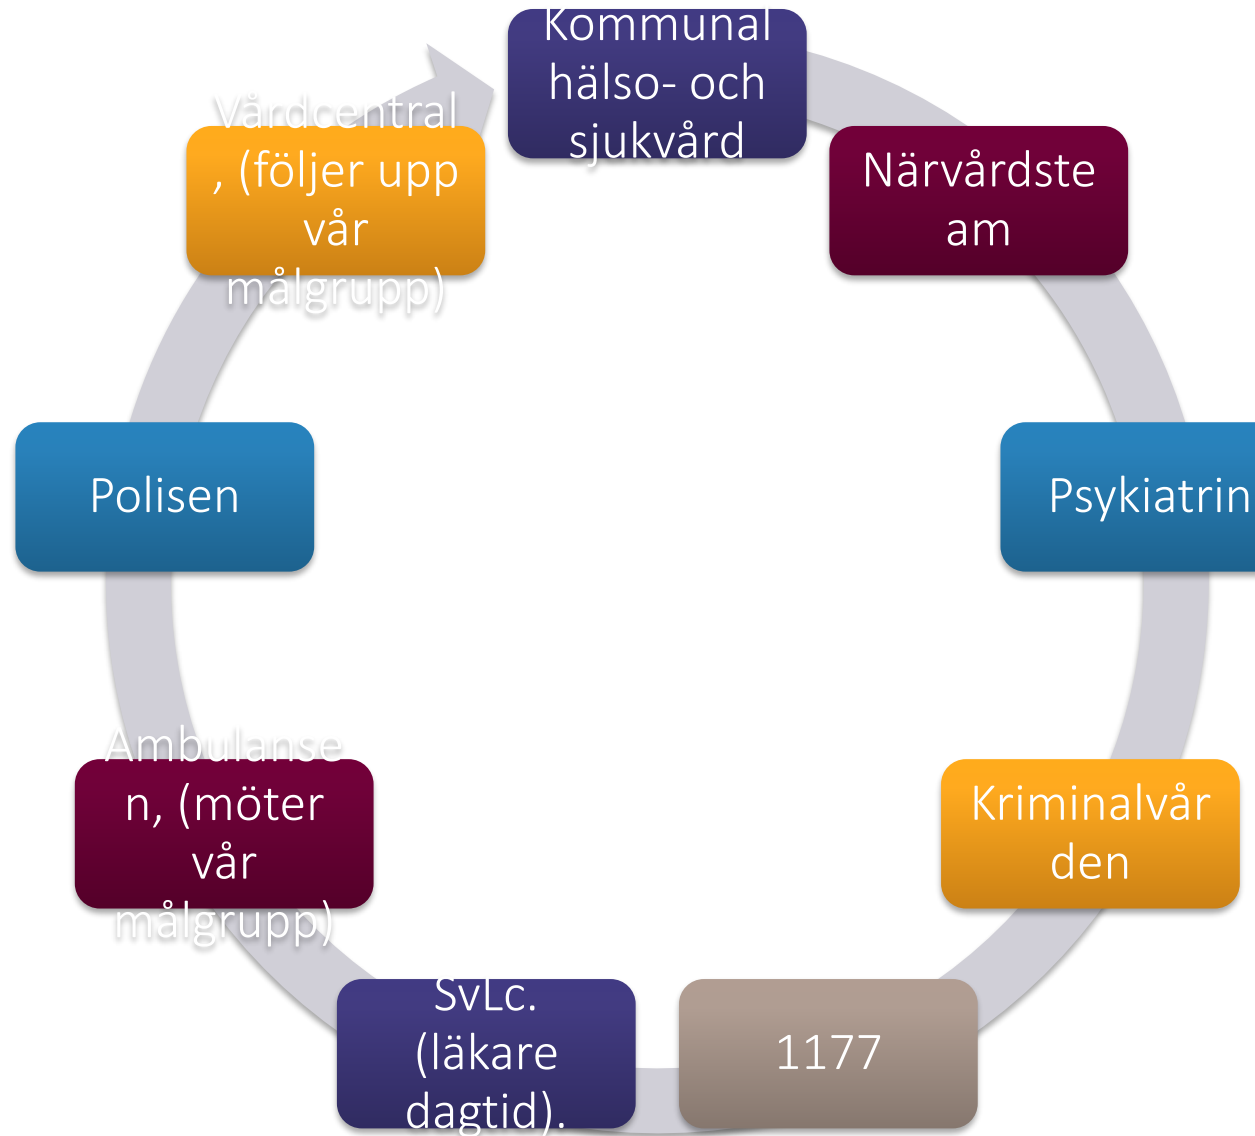 Kommunal
hälso- och
sjukvård
Närvårdste
am
Psykiatrin
Kriminalvår
den
1177
SvLc.
(läkare
dagtid).
Ambulanse
n, (möter
vår
målgrupp)
Polisen
Vårdcentral
, (följer upp
vår
målgrupp)